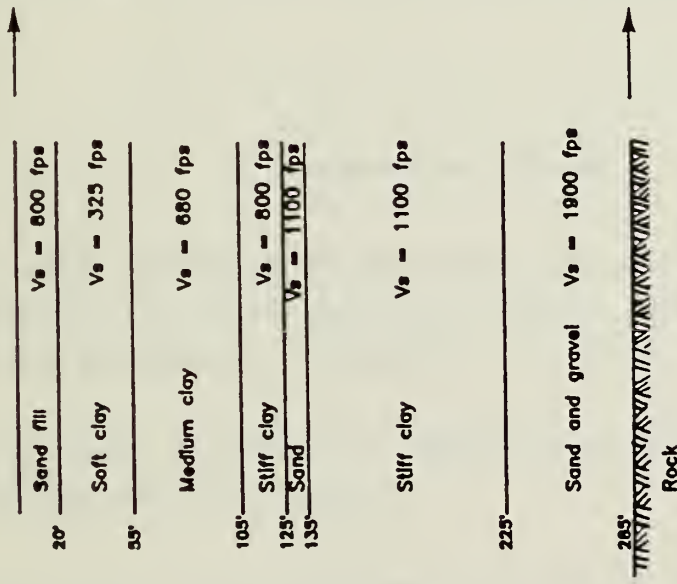 Sand fill Vs = 800 fps
20'
Soft clay Vs = 325 fps
55'
Medium clay Vs = 680 fps
105'
Stiff clay Vs = 800 fps
125'
Sand Vs = 1100 fps
135'
Stiff clay Vs = 1100 fps
225'
Sand and gravel Vs = 1900 fps
285'
Rock